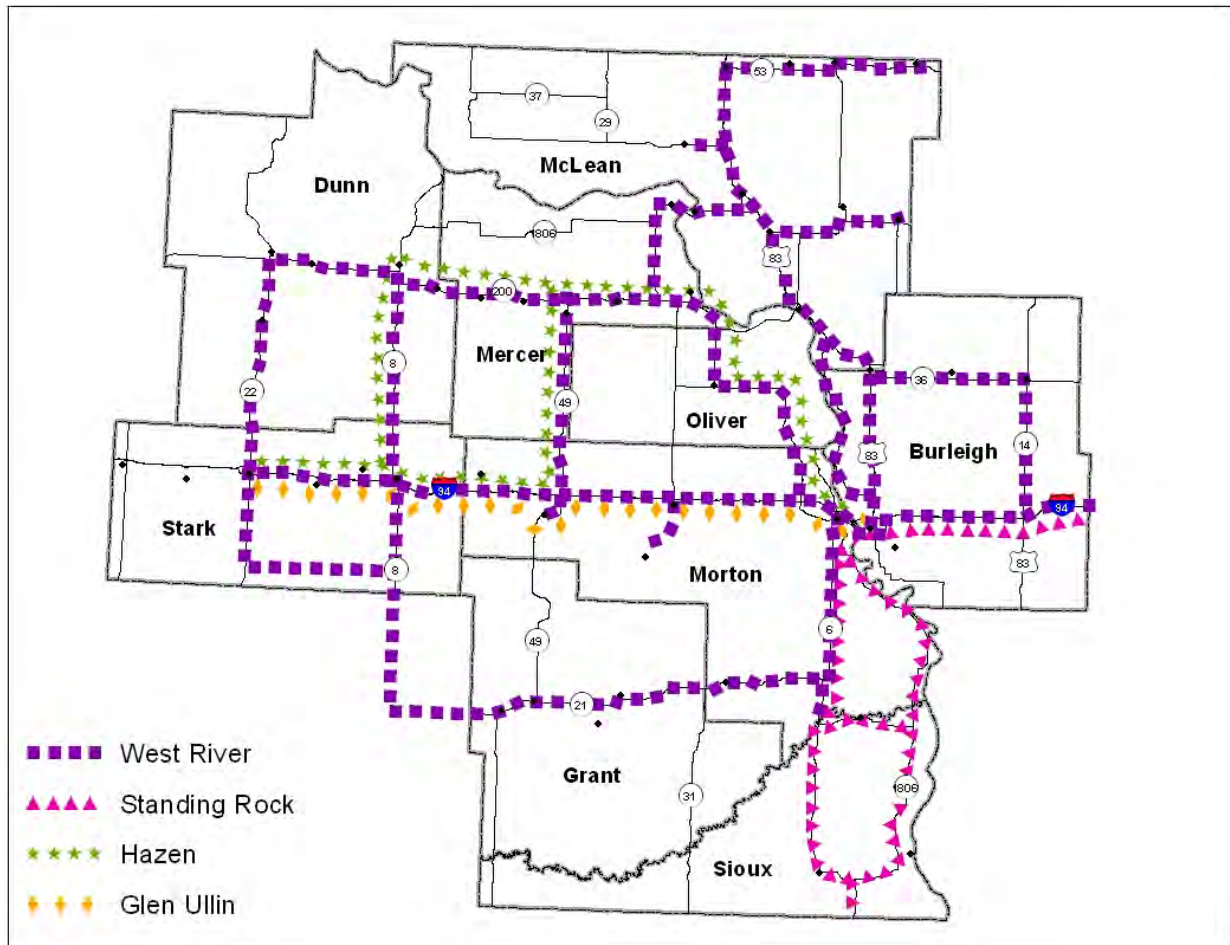 53
37
29
McLean
Dunn
1806
83
200
Mercer
8
36
22
49
Oliver
14
83
Burleigh
94
94
Stark
83
8
Morton
6
49
21
West River
Grant
1806
31
Standing Rock
Hazen
Sioux
Glen Ullin